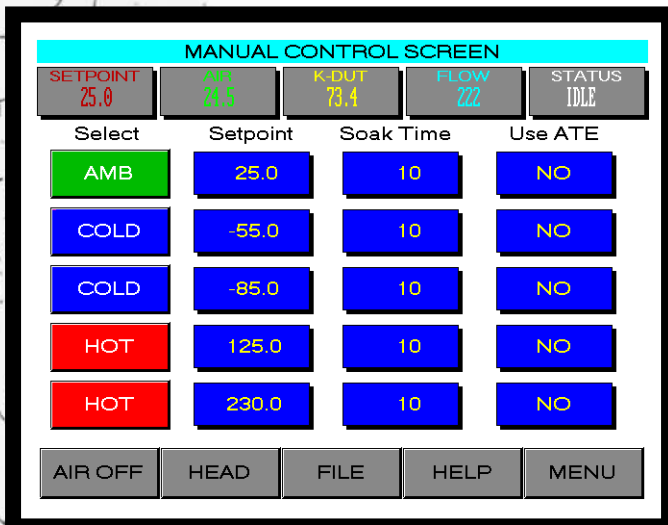 MANUAL CONTROL SCREEN
SETPOINT AIR K-DUT FLOW STATUS
25.0 24.5 73.4 222 IDLE
Select Setpoint Soak Time Use ATE
AMB 25.0 10 NO
COLD -55.0 10 NO
COLD -85.0 10 NO
HOT 125.0 10 NO
HOT 230.0 10 NO
AIR OFF HEAD FILE HELP MENU